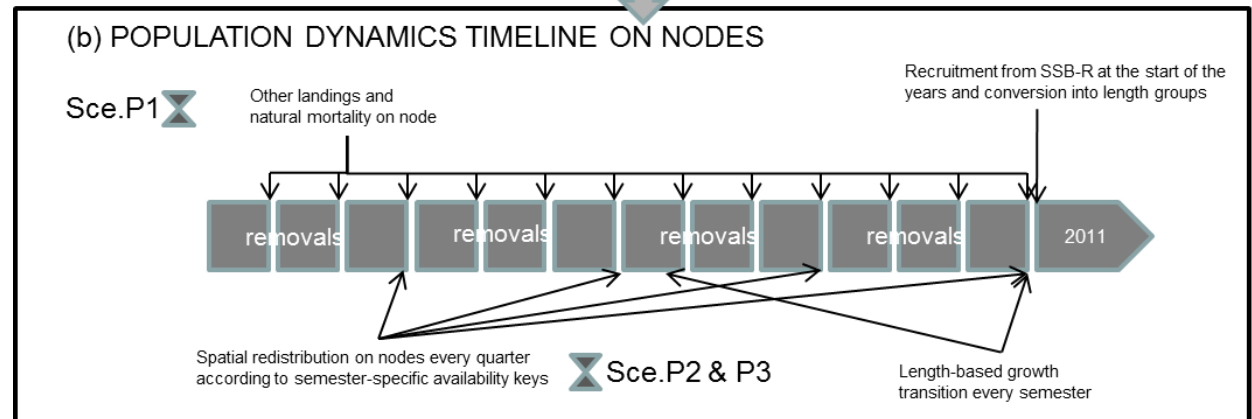 (b) POPULATION DYNAMICS TIMELINE ON NODES
Recruitment from SSB-R at the start of the
years and conversion into length groups
Sce.P1
Other landings and
natural mortality on node
removals
removals
removals
removals
2011
Spatial redistribution on nodes every quarter
according to semester-specific availability keys
Sce.P2 & P3
Length-based growth
transition every semester